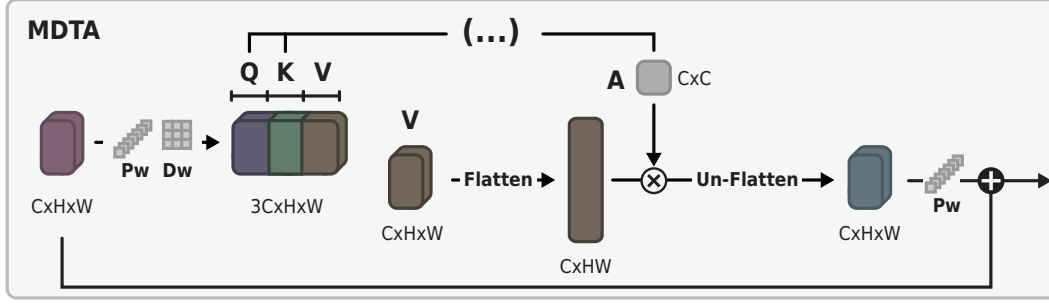 MDTA
(...)
Q K V
A
CxC
V
Pw
Dw
Flatten
Un-Flatten
Pw
CxHxW
3CxHxW
CxHxW
CxHW
CxHxW